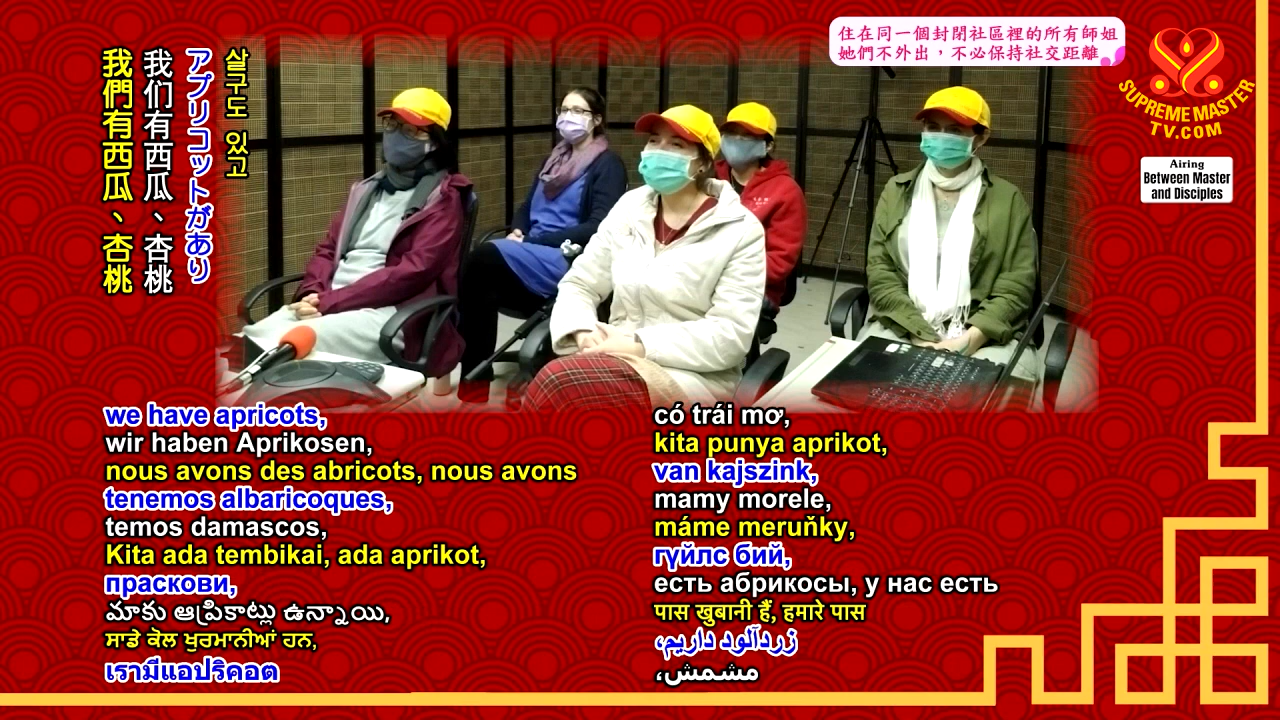 住在同一個封閉社區裡的所有師姐
她們不外出，不必保持社交距離
SUPREME MASTER
TV.COM
Airing
Between Master
and Disciples
살구도 있고
アプリコットがあり
我们有西瓜、杏桃
我們有西瓜、杏桃
we have apricots,
wir haben Aprikosen,
nous avons des abricots, nous avons
tenemos albaricoques,
temos damascos,
Kita ada tembikai, ada aprikot,
праскови,
మాకు ఆప్రికాట్లు ఉన్నాయి,
ਸਾਡੇ ਕੋਲ ਖੁਰਮਾਨੀਆਂ ਹਨ,
เรามีแอปริคอต
có trái mơ,
kita punya aprikot,
van kajszink,
mamy morele,
máme meruňky,
гүйлс бий,
есть абрикосы, у нас есть
पास खुबानी हैं, हमारे पास
زردآلود داریم،
مشمش،